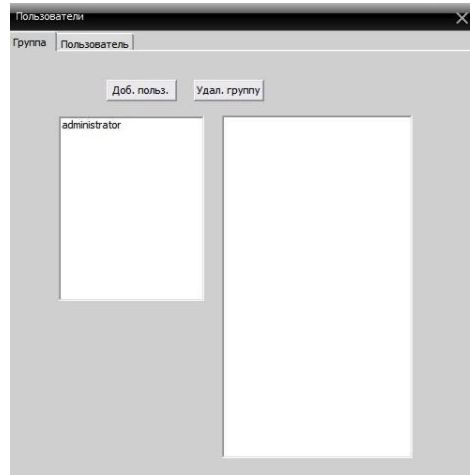 Пользователи
Группа Пользователь
Доб. польз. Удал. группу
administrator